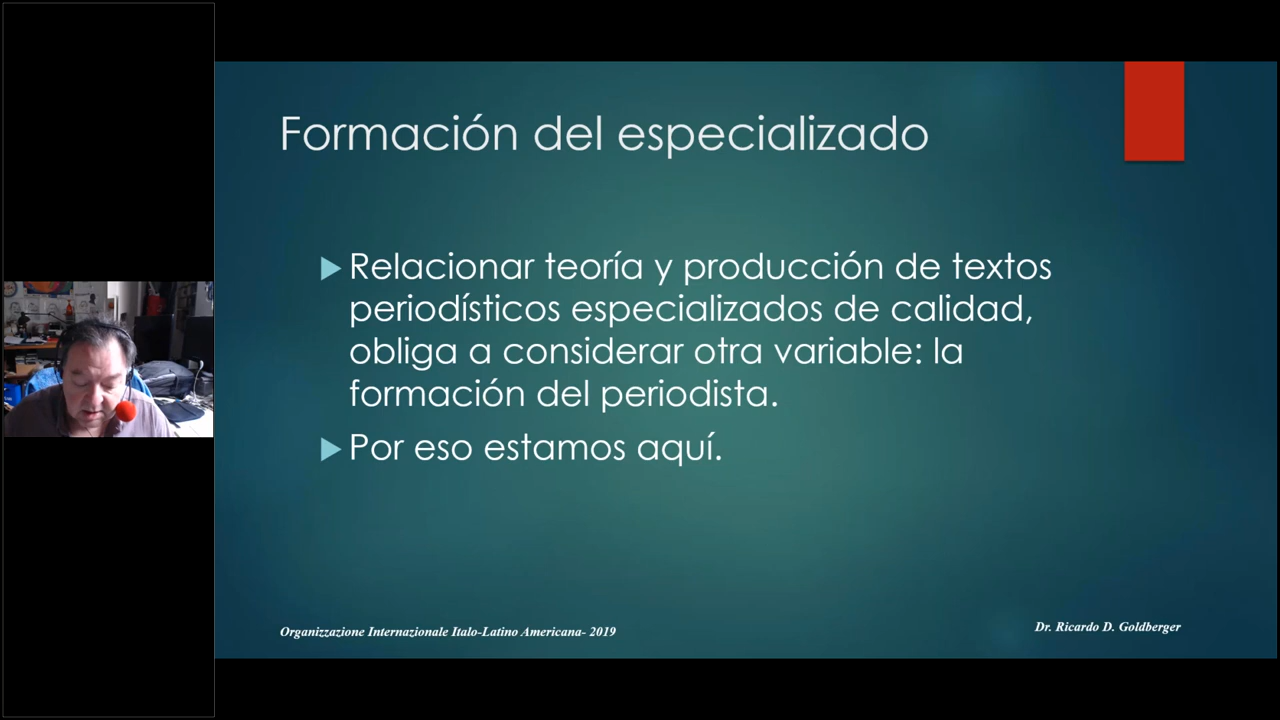 Formación del especializado
Relacionar teoría y producción de textos
periodísticos especializados de calidad,
obliga a considerar otra variable: la
formación del periodista.
Por eso estamos aquí.
Organizzazione Internazionale Italo-Latino Americana- 2019
Dr. Ricardo D. Goldberger